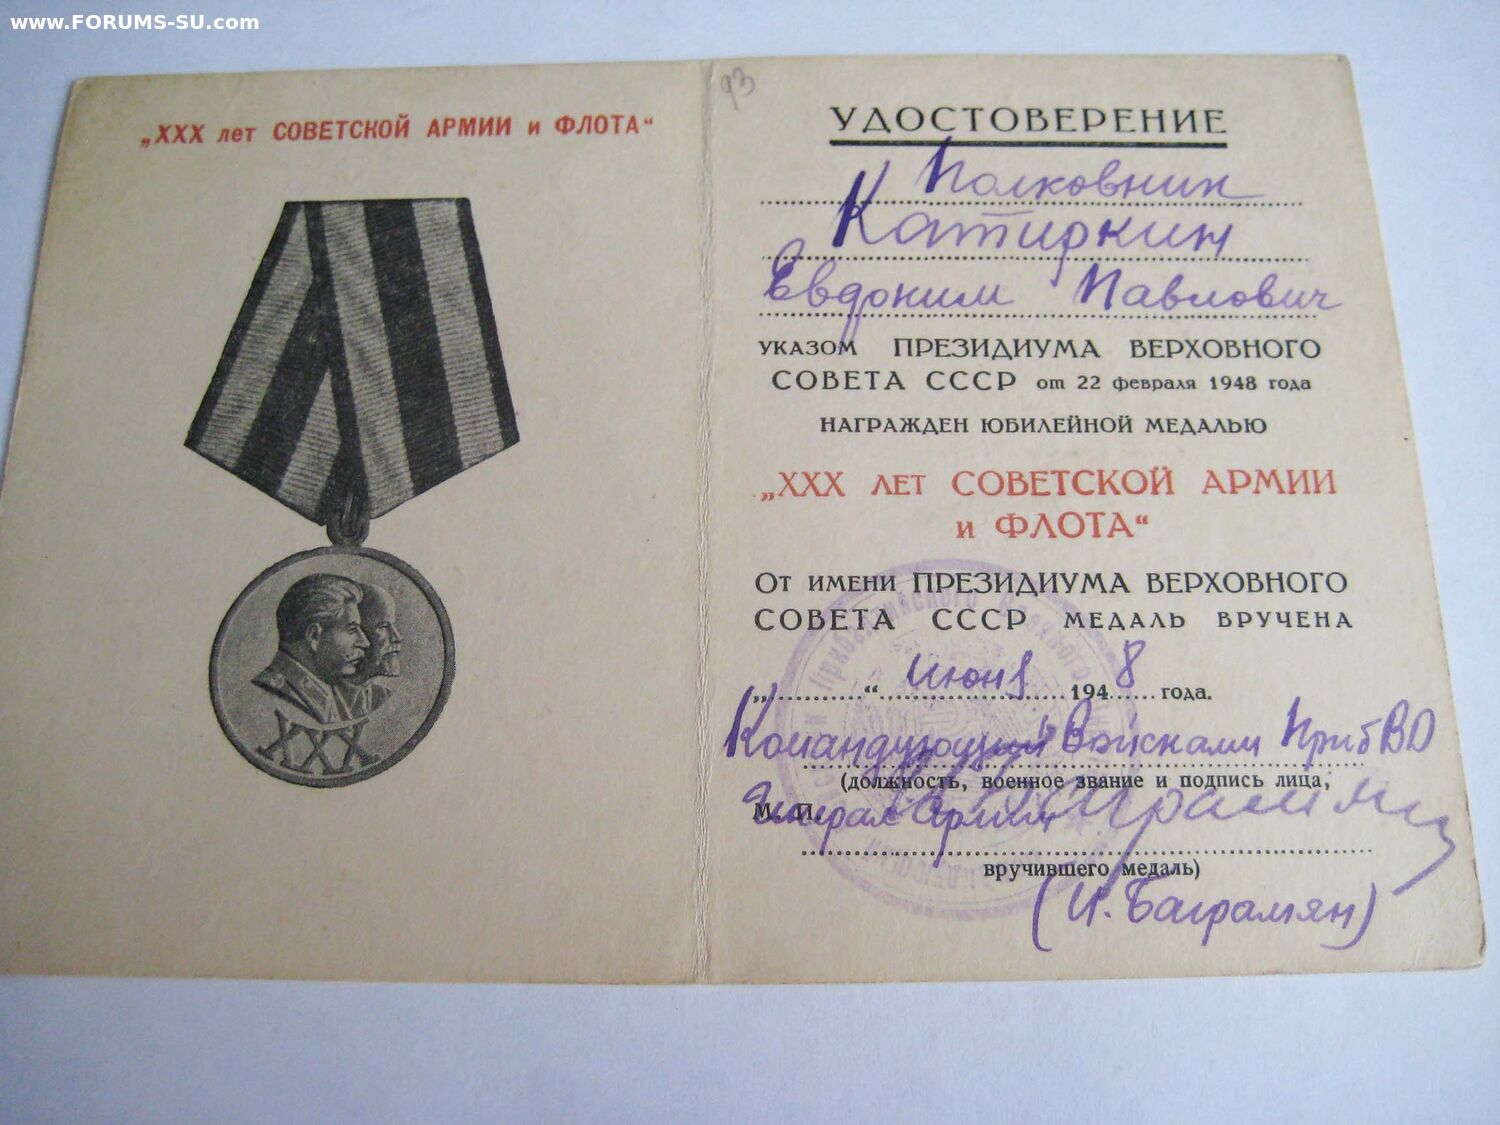 www.FORUMS-SU.com
„XXX лет СОВЕТСКОЙ АРМИИ и ФЛОТА“
XXX
93
УДОСТОВЕРЕНИЕ
Полковник
Катиркин
Евдоким Павлович
УКАЗОМ ПРЕЗИДИУМА ВЕРХОВНОГО
СОВЕТА СССР от 22 февраля 1948 года
НАГРАЖДЕН ЮБИЛЕЙНОЙ МЕДАЛЬЮ
„XXX ЛЕТ СОВЕТСКОЙ АРМИИ
и ФЛОТА“
ОТ ИМЕНИ ПРЕЗИДИУМА ВЕРХОВНОГО
СОВЕТА СССР МЕДАЛЬ ВРУЧЕНА
„..........“ июня 1948 года.
Командующий Войсками ПрибВО
(должность, военное звание и подпись лица,
М. П. Генерал Армии
вручившего медаль)
(И. Баграмян)